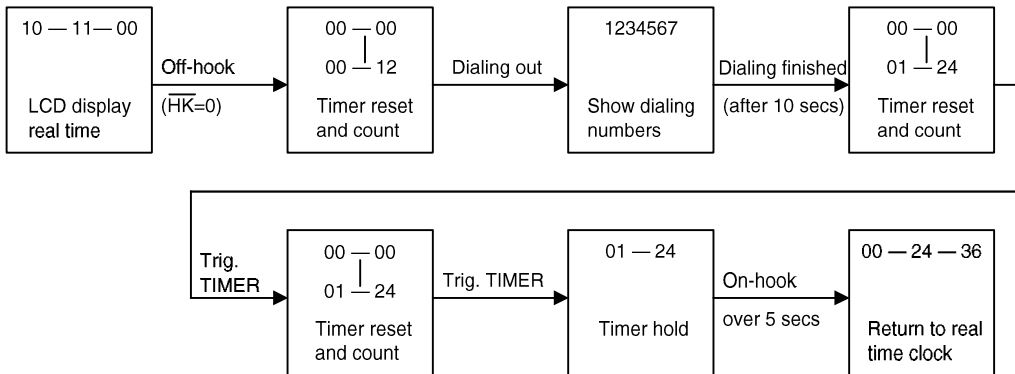 10 — 11— 00
LCD display
real time
Off-hook
(HK=0)
00 — 00
00 — 12
Timer reset
and count
Dialing out
1234567
Show dialing
numbers
Dialing finished
(after 10 secs)
00 — 00
01 — 24
Timer reset
and count
Trig.
TIMER
00 — 00
01 — 24
Timer reset
and count
Trig. TIMER
01 — 24
Timer hold
On-hook
over 5 secs
00 — 24 — 36
Return to real
time clock